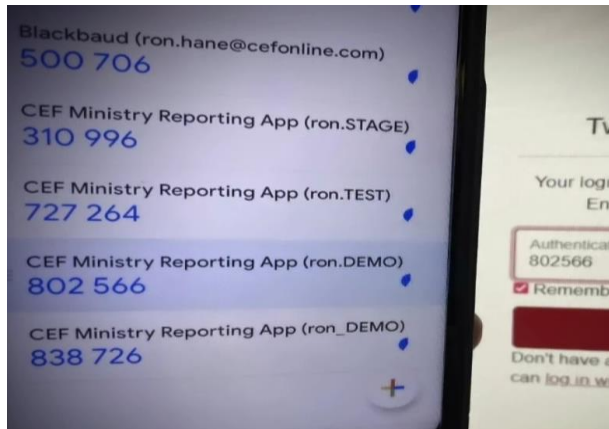 Blackbaud (ron.hane@cefonline.com)
500 706
CEF Ministry Reporting App (ron.STAGE)
310 996
CEF Ministry Reporting App (ron.TEST)
727 264
CEF Ministry Reporting App (ron.DEMO)
802 566
CEF Ministry Reporting App (ron_DEMO)
838 726
Your
802566
Don't have
can log in